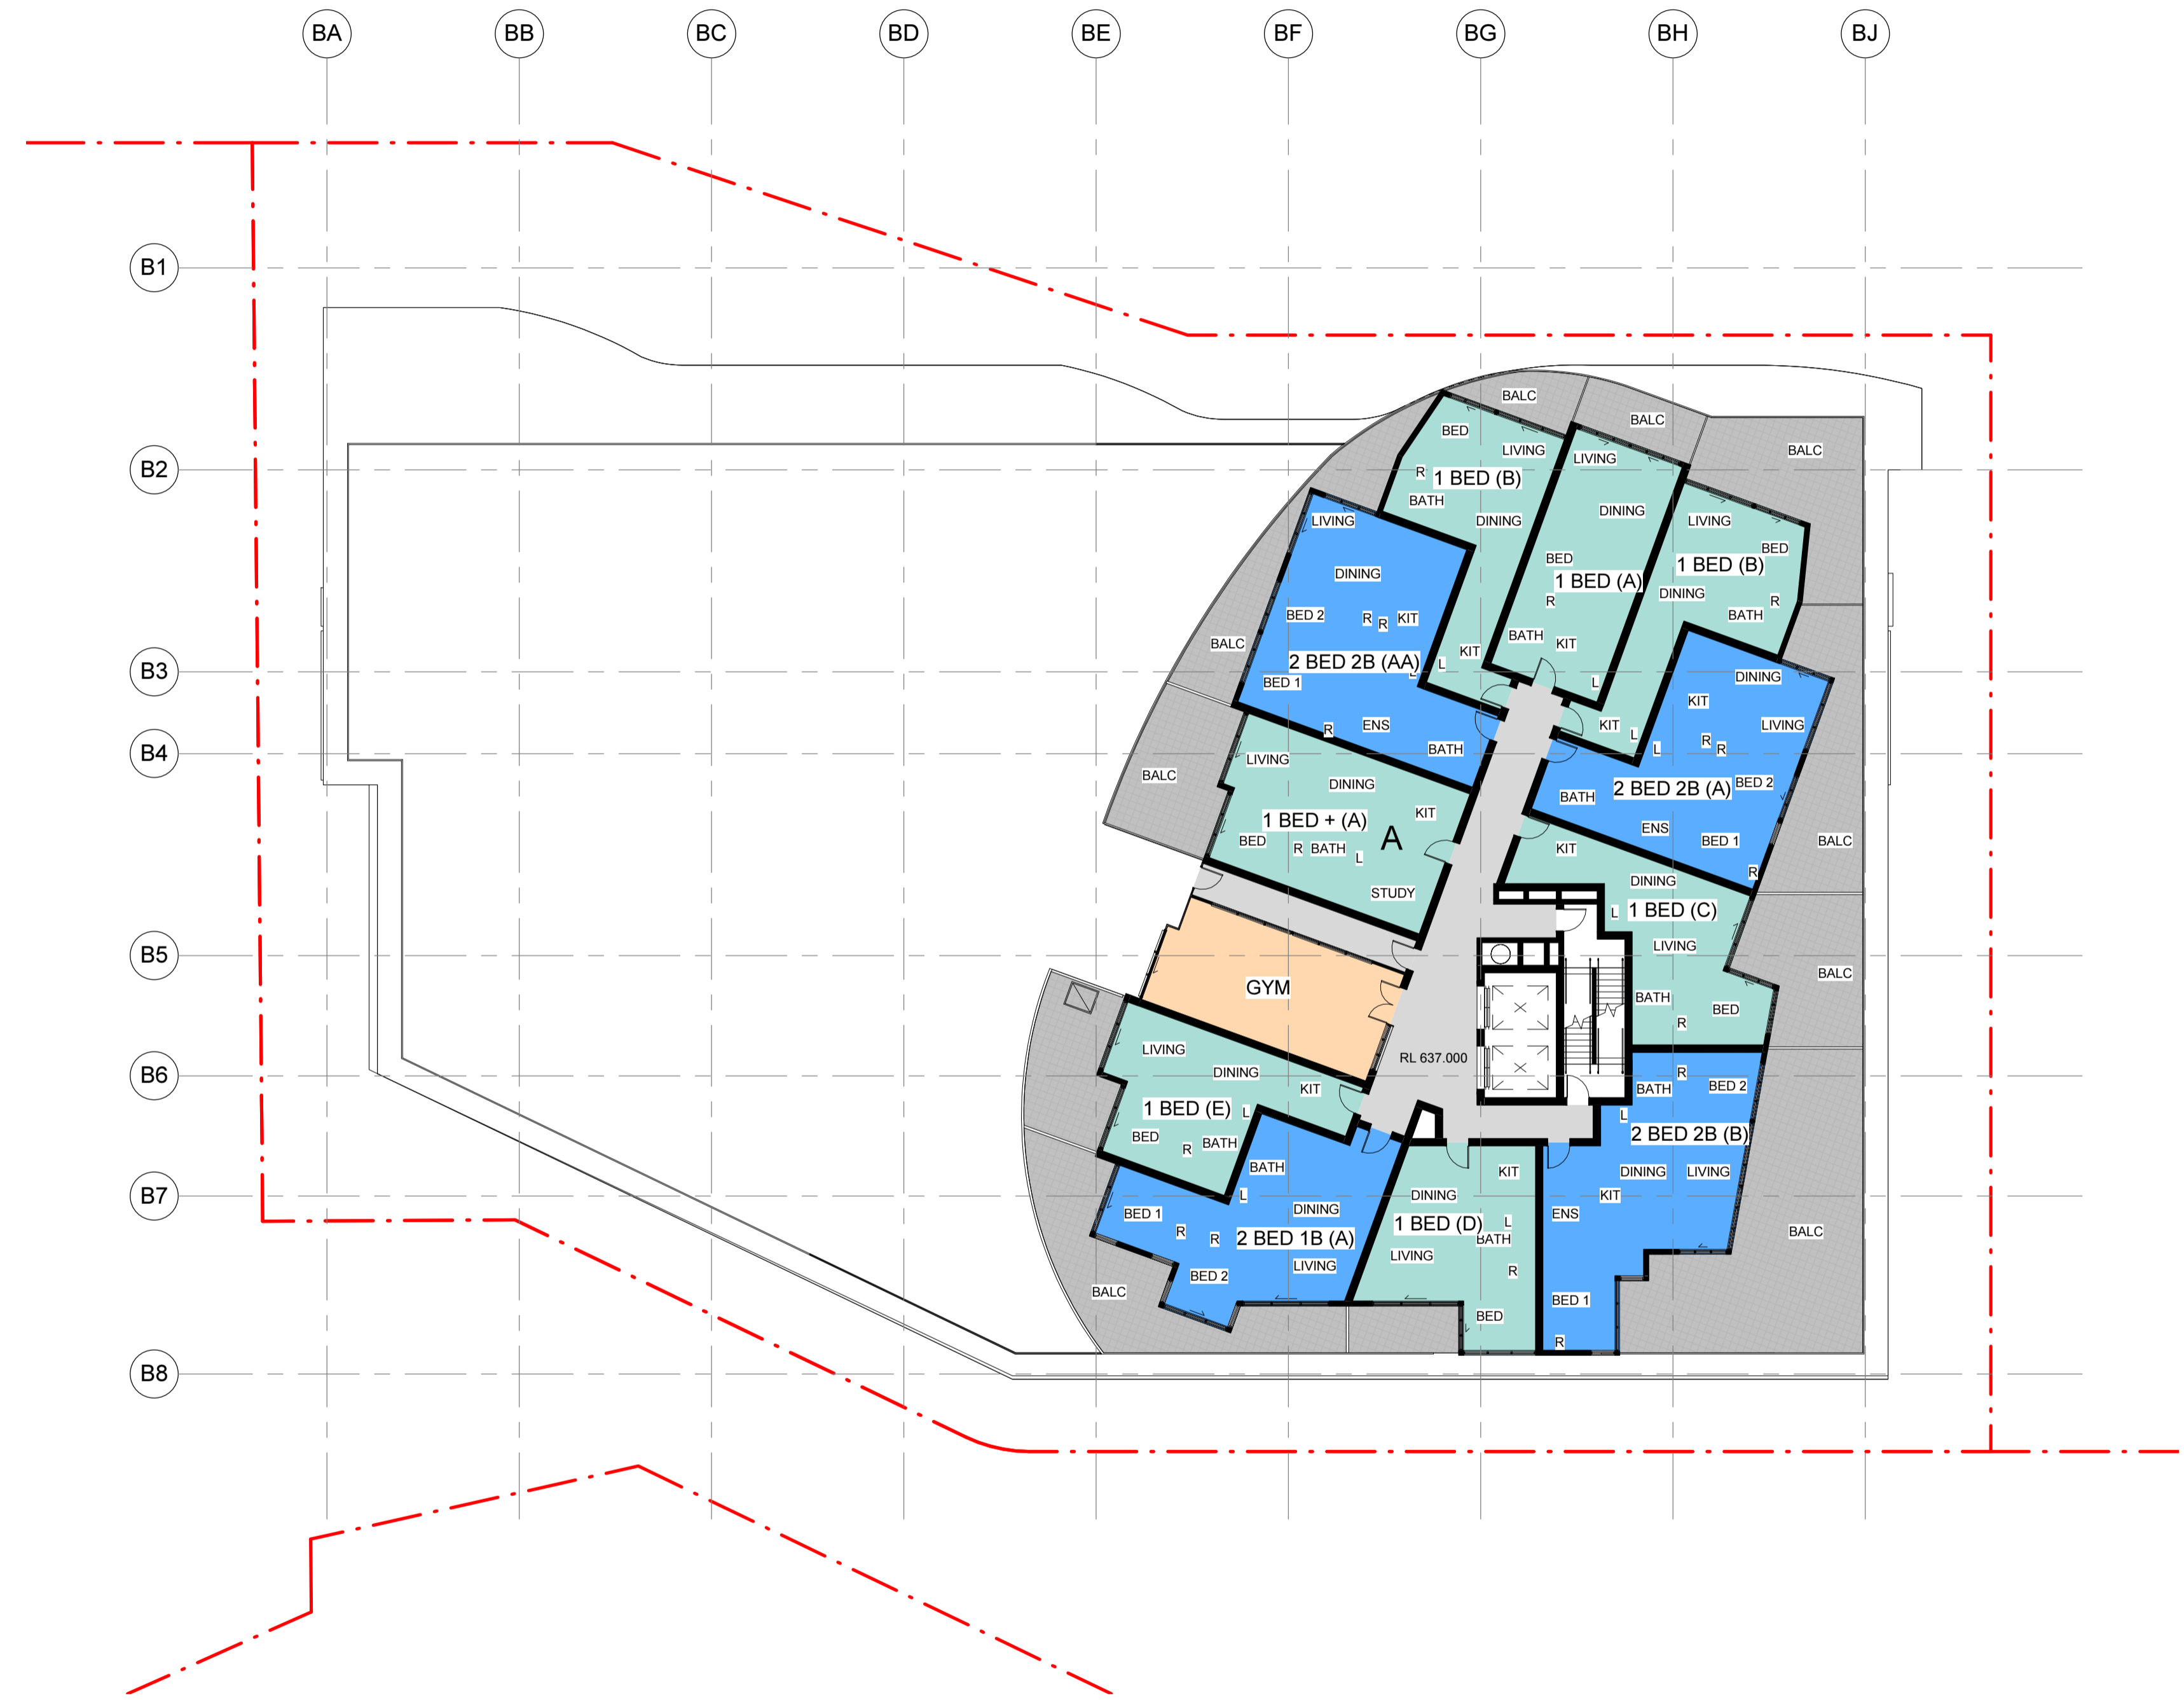 BA
BB
BC
BD
BE
BF
BG
BH
BJ
B1
B2
B3
B4
B5
B6
B7
B8
BALC
BALC
BALC
BED
LIVING
R
1 BED (B)
BATH
DINING
KIT
L
LIVING
DINING
BED
1 BED (A)
R
BATH
KIT
L
LIVING
BED
1 BED (B)
DINING
R
BATH
KIT
L
LIVING
DINING
BED 2
R
R
KIT
BALC
2 BED 2B (AA)
BED 1
ENS
R
BATH
DINING
KIT
LIVING
R
R
L
BED 2
2 BED 2B (A)
BATH
ENS
BED 1
R
BALC
BALC
LIVING
DINING
KIT
1 BED + (A)
A
BED
R
BATH
L
STUDY
KIT
DINING
L
1 BED (C)
LIVING
BATH
BED
R
BALC
GYM
RL 637.000
LIVING
DINING
KIT
1 BED (E)
L
BED
R
BATH
R
BATH
BED 2
L
2 BED 2B (B)
DINING
LIVING
KIT
ENS
BED 1
R
BALC
BATH
L
BED 1
DINING
R
R
2 BED 1B (A)
LIVING
BED 2
BALC
KIT
DINING
L
1 BED (D)
BATH
LIVING
R
BED